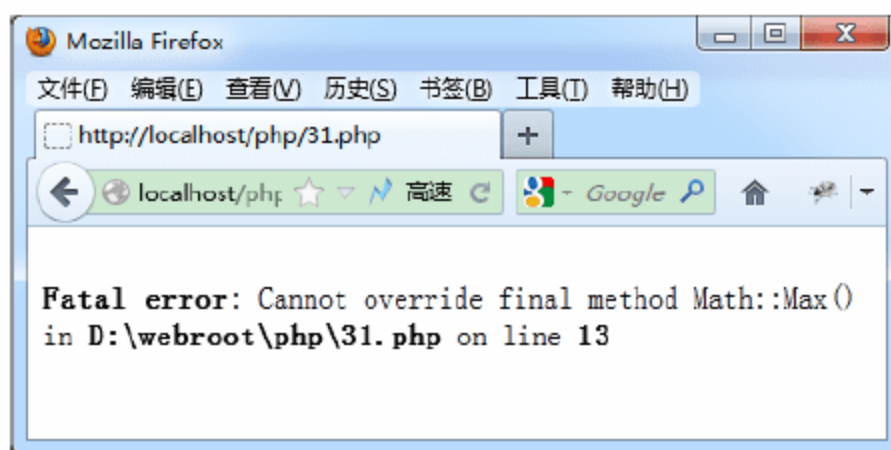 Mozilla Firefox
文件(F) 编辑(E) 查看(V) 历史(S) 书签(B) 工具(T) 帮助(H)
http://localhost/php/31.php
localhost/php 高速 Google
Fatal error: Cannot override final method Math::Max()
in D:\webroot\php\31.php on line 13